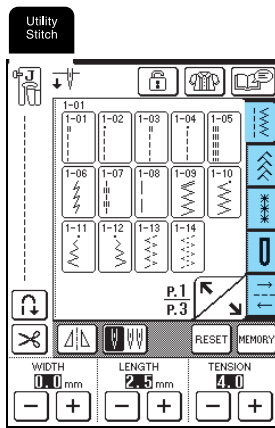 Utility
Stitch
J
1-01
1-01 1-02 1-03 1-04 1-05
1-06 1-07 1-08 1-09 1-10
1-11 1-12 1-13 1-14
P.1
P.3
RESET MEMORY
WIDTH LENGTH TENSION
0.0 mm 2.5 mm 4.0
− + − + − +